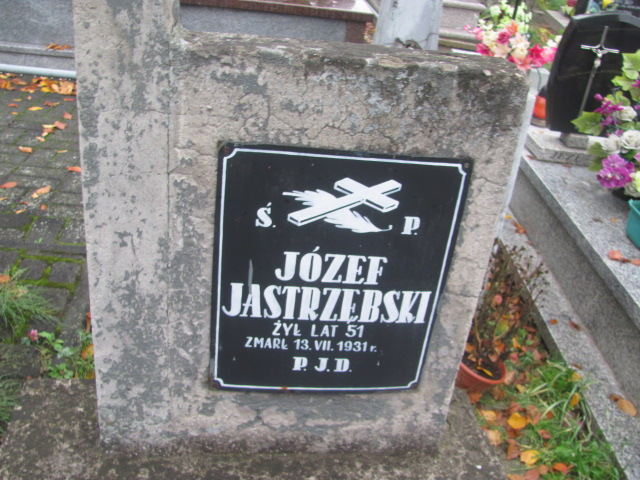 Ś. P.
JÓZEF
JASTRZĘBSKI
ŻYŁ LAT 51
ZMARŁ 13. VII. 1931 r.
P. J. D.